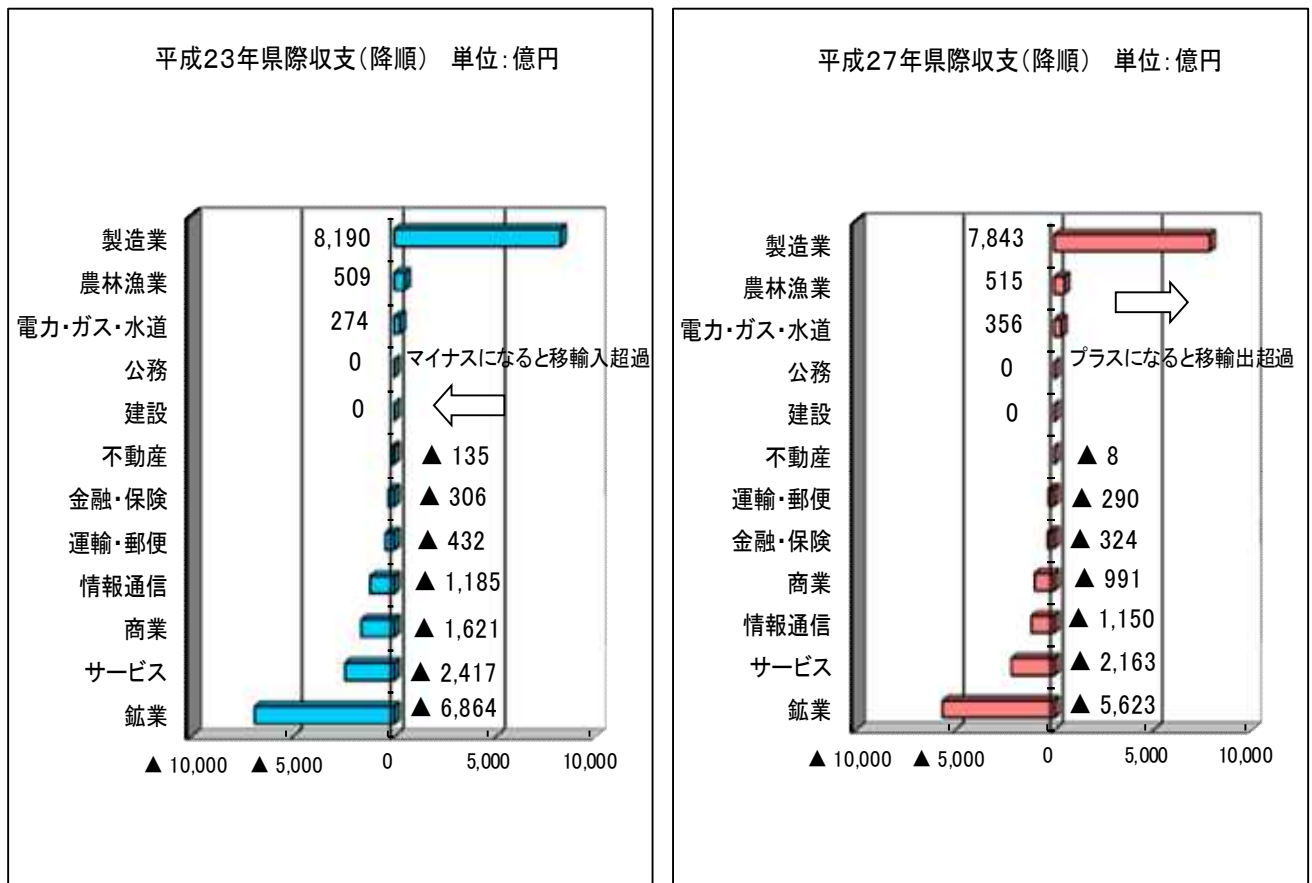 平成23年県際収支(降順) 単位:億円
製造業 8,190
農林漁業 509
電力・ガス・水道 274
公務 0 マイナスになると移輸入超過
建設 0
不動産 ▲ 135
金融・保険 ▲ 306
運輸・郵便 ▲ 432
情報通信 ▲ 1,185
商業 ▲ 1,621
サービス ▲ 2,417
鉱業 ▲ 6,864
▲ 10,000 ▲ 5,000 0 5,000 10,000
平成27年県際収支(降順) 単位:億円
製造業 7,843
農林漁業 515
電力・ガス・水道 356
公務 0 プラスになると移輸出超過
建設 0
不動産 ▲ 8
運輸・郵便 ▲ 290
金融・保険 ▲ 324
商業 ▲ 991
情報通信 ▲ 1,150
サービス ▲ 2,163
鉱業 ▲ 5,623
▲ 10,000 ▲ 5,000 0 5,000 10,000